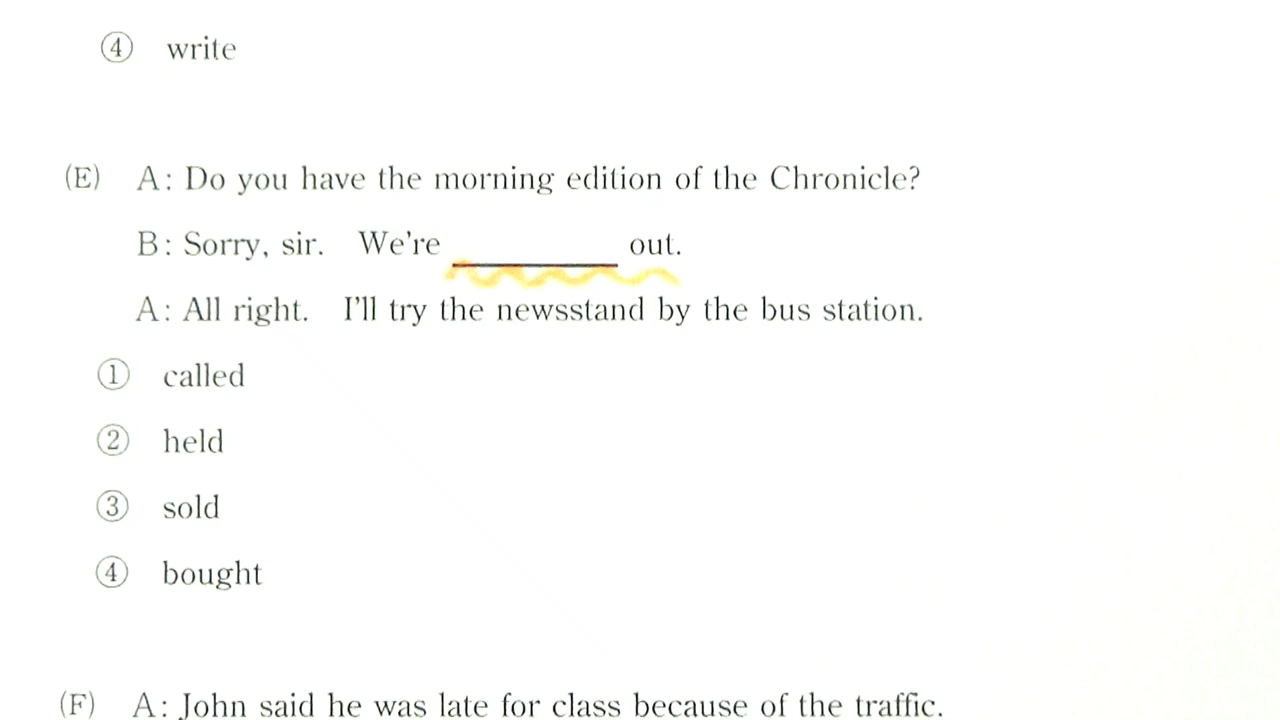 ④ write
(E) A: Do you have the morning edition of the Chronicle?
B: Sorry, sir. We're ________ out.
A: All right. I'll try the newsstand by the bus station.
① called
② held
③ sold
④ bought
(F) A: John said he was late for class because of the traffic.